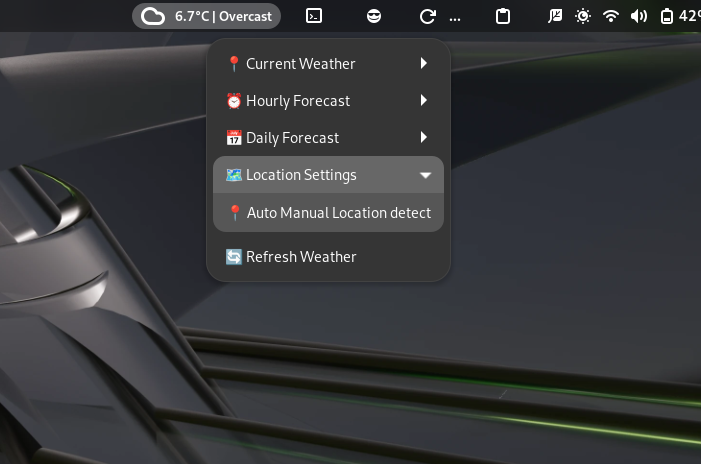 6.7°C | Overcast
...
42°
Current Weather
Hourly Forecast
Daily Forecast
Location Settings
Auto Manual Location detect
Refresh Weather